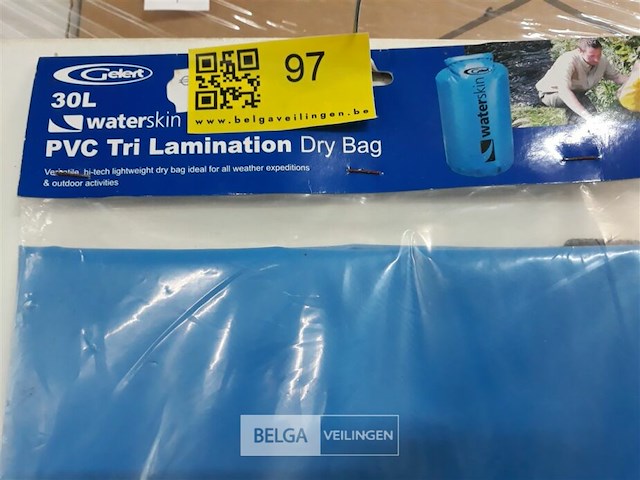 Gelert
97
www.belgaveilingen.be
30L
waterskin
PVC Tri Lamination Dry Bag
Versatile, hi-tech lightweight dry bag ideal for all weather expeditions
& outdoor activities
waterskin
BELGA VEILINGEN